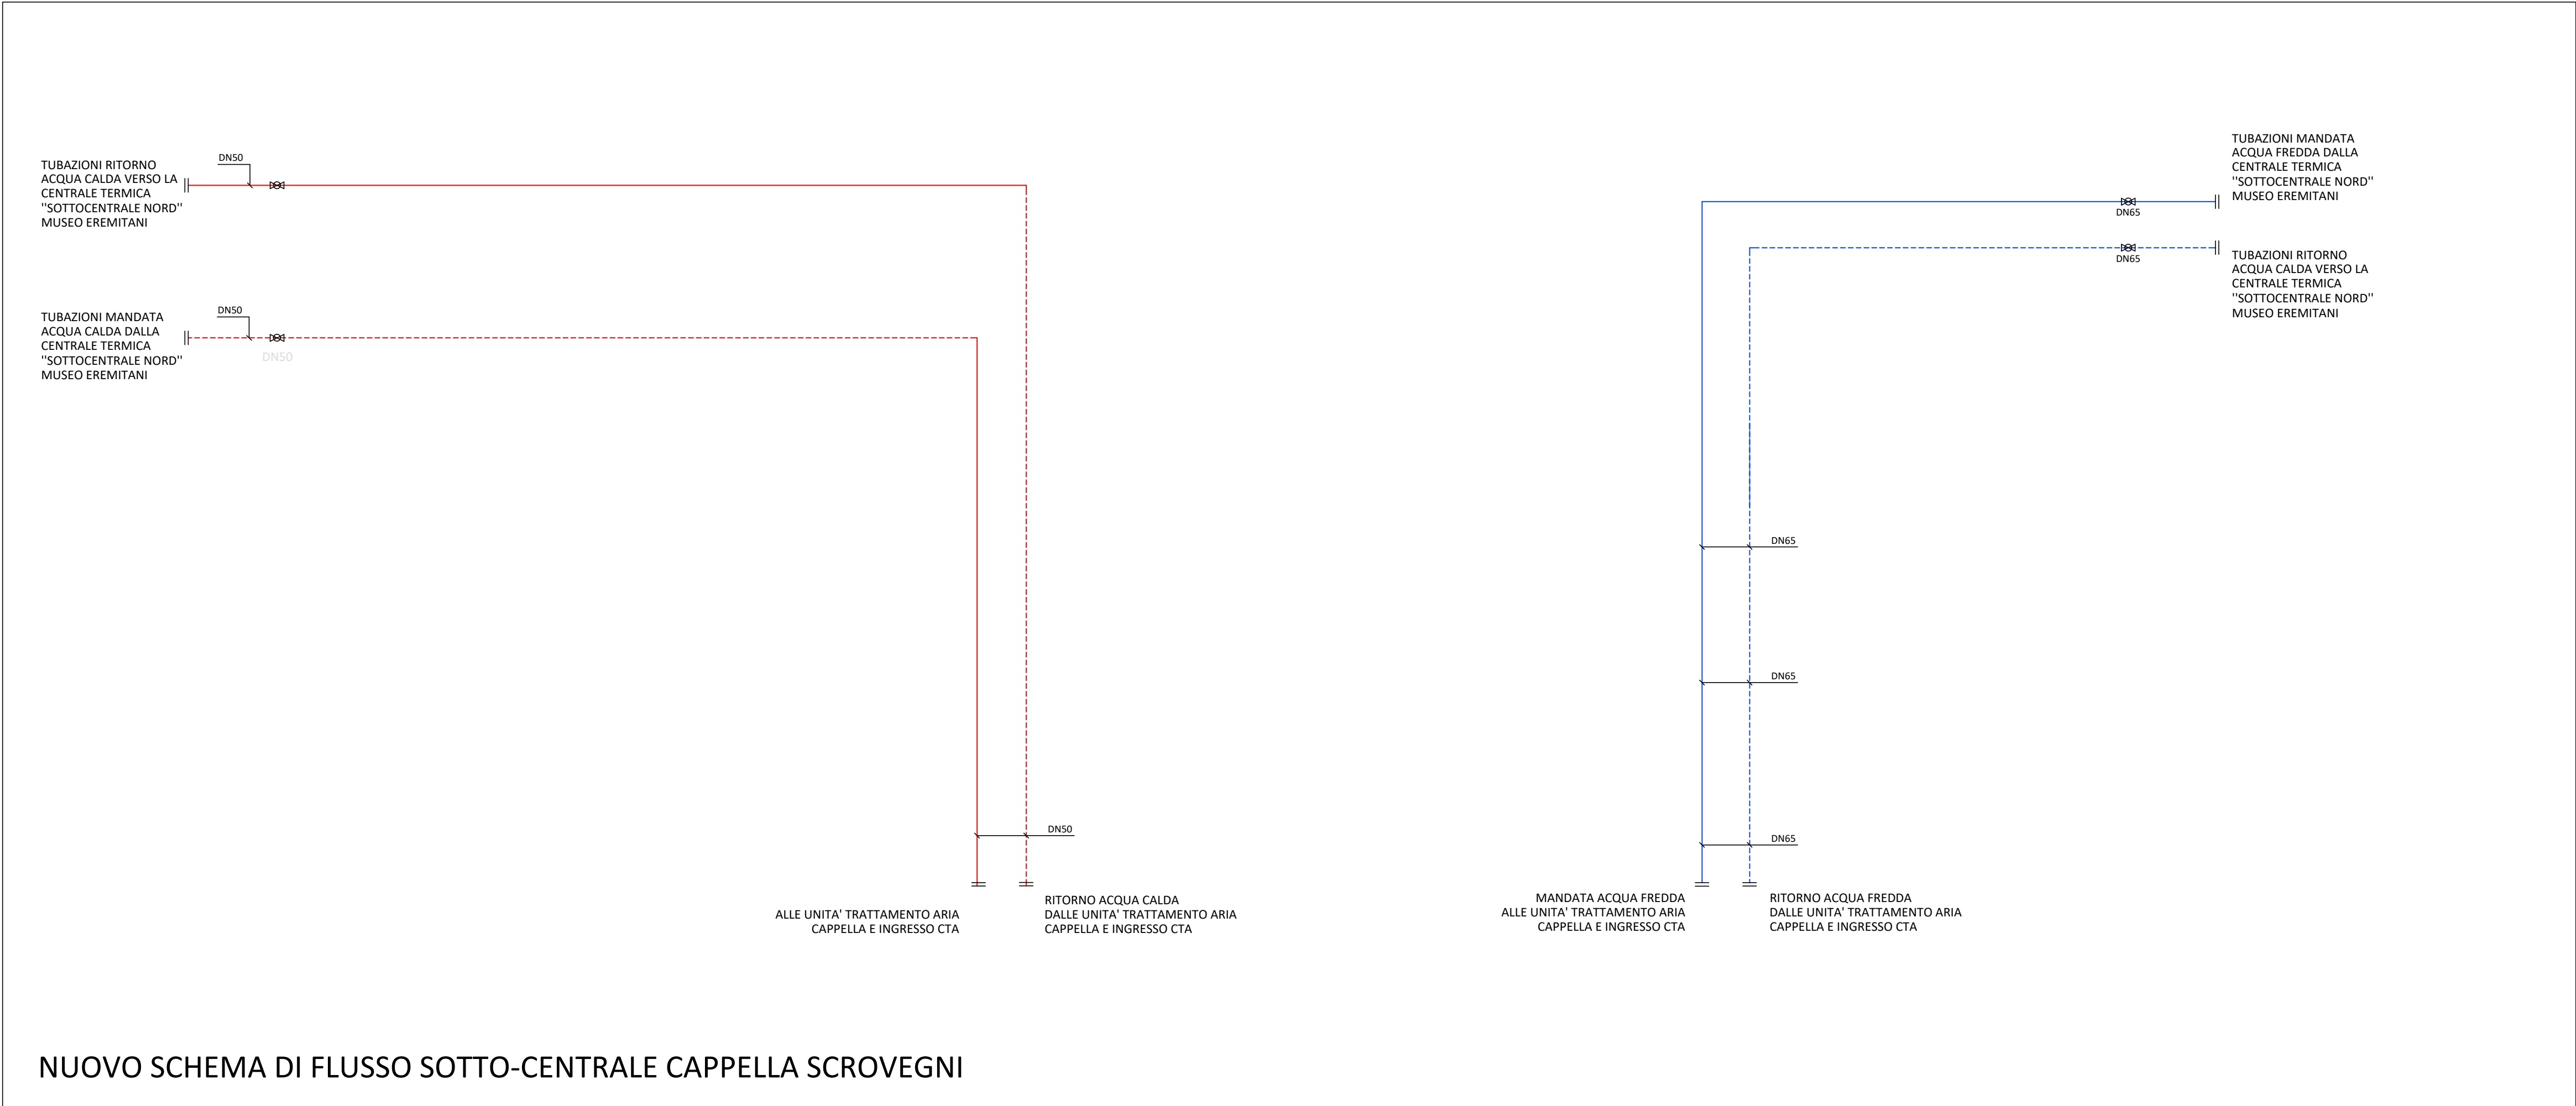 DN50
TUBAZIONI RITORNO
ACQUA CALDA VERSO LA
CENTRALE TERMICA
"SOTTOCENTRALE NORD"
MUSEO EREMITANI
DN50
TUBAZIONI MANDATA
ACQUA CALDA DALLA
CENTRALE TERMICA
"SOTTOCENTRALE NORD"
MUSEO EREMITANI
DN50
TUBAZIONI MANDATA
ACQUA FREDDA DALLA
CENTRALE TERMICA
"SOTTOCENTRALE NORD"
MUSEO EREMITANI
DN65
DN65
TUBAZIONI RITORNO
ACQUA CALDA VERSO LA
CENTRALE TERMICA
"SOTTOCENTRALE NORD"
MUSEO EREMITANI
DN65
DN65
DN50
DN65
ALLE UNITA' TRATTAMENTO ARIA
CAPPELLA E INGRESSO CTA
RITORNO ACQUA CALDA
DALLE UNITA' TRATTAMENTO ARIA
CAPPELLA E INGRESSO CTA
MANDATA ACQUA FREDDA
ALLE UNITA' TRATTAMENTO ARIA
CAPPELLA E INGRESSO CTA
RITORNO ACQUA FREDDA
DALLE UNITA' TRATTAMENTO ARIA
CAPPELLA E INGRESSO CTA
NUOVO SCHEMA DI FLUSSO SOTTO-CENTRALE CAPPELLA SCROVEGNI